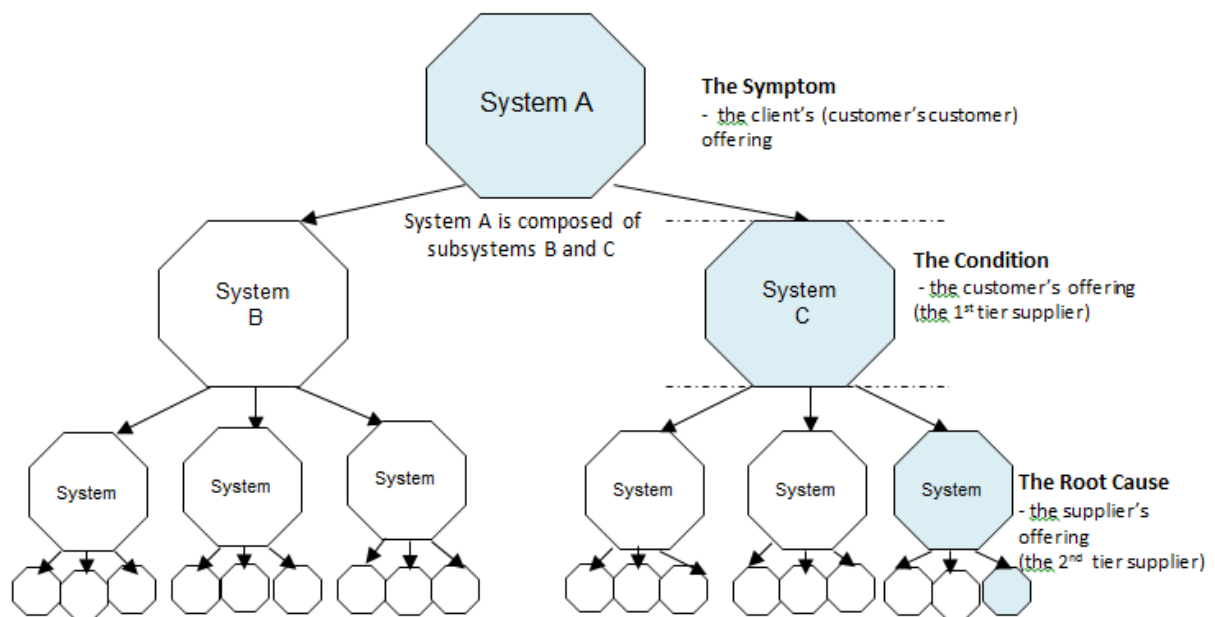 System A
The Symptom
- the client's (customer's customer)
offering
System A is composed of
subsystems B and C
System
B
System
C
The Condition
- the customer's offering
(the 1st tier supplier)
System
System
System
System
System
System
The Root Cause
- the supplier's
offering
(the 2nd tier supplier)